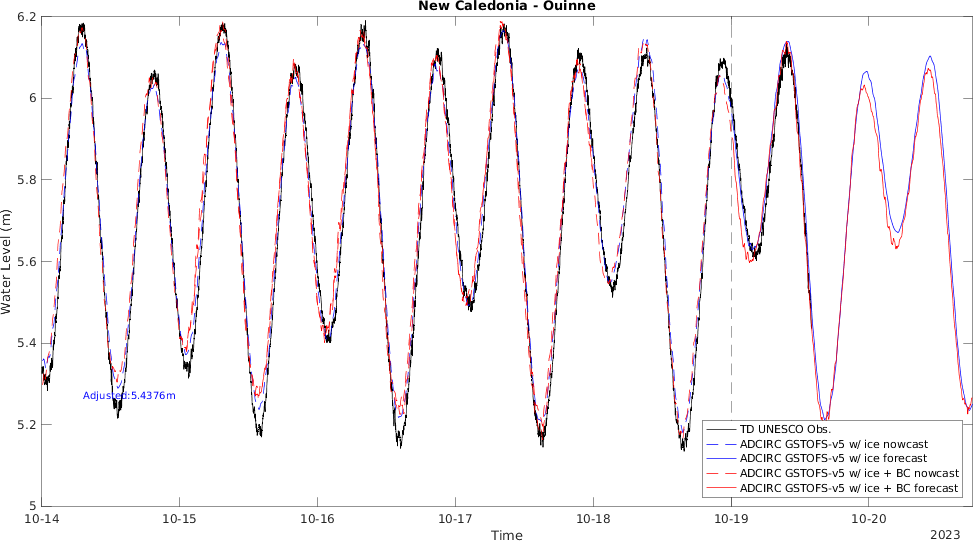 New Caledonia - Ouinne
6.2
6
5.8
5.6
5.4
5.2
5
Water Level (m)
Adjusted:5.4376m
TD UNESCO Obs.
ADCIRC GSTOFS-v5 w/ ice nowcast
ADCIRC GSTOFS-v5 w/ ice forecast
ADCIRC GSTOFS-v5 w/ ice + BC nowcast
ADCIRC GSTOFS-v5 w/ ice + BC forecast
10-14 10-15 10-16 10-17 10-18 10-19 10-20
Time
2023